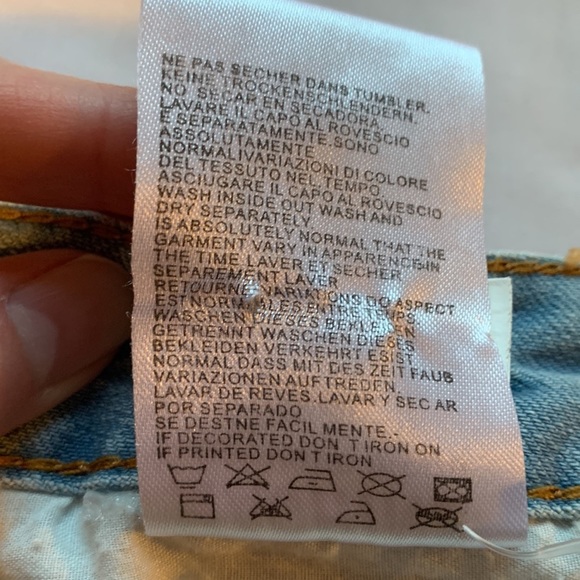 NE PAS SECHER DANS TUMBLER.
KEINE TROCKENSCHLENDERN.
NO SECAR EN SECADORA
LAVARE IL CAPO AL ROVESCIO
E SEPARATAMENTE.SONO
ASSOLUTAMENTE
NORMALI VARIAZIONI DI COLORE
DEL TESSUTO NEL TEMPO
ASCIUGARE IL CAPO AL ROVESCIO
WASH INSIDE OUT WASH AND
DRY SEPARATELY
IS ABSOLUTELY NORMAL THAT THE
GARMENT VARY IN APPARENCE IN
THE TIME LAVER ET SECHER
SEPAREMENT LAVER
RETOURNE VARIATIONS DO ASPECT
EST NORMALES ENTRE
WASCHEN DIESES BEKLEIDEN
GETRENNT WASCHEN DIESES
BEKLEIDEN VERKEHRT EISST
NORMAL DASS MIT DES ZEIT FAUB
VARIAZIONEN AUFTREDEN.
LAVAR DE REVES.LAVAR Y SEC AR
POR SEPARADO
SE DESTNE FACIL MENTE.-
IF DECORATED DON T IRON ON
IF PRINTED DON T IRON